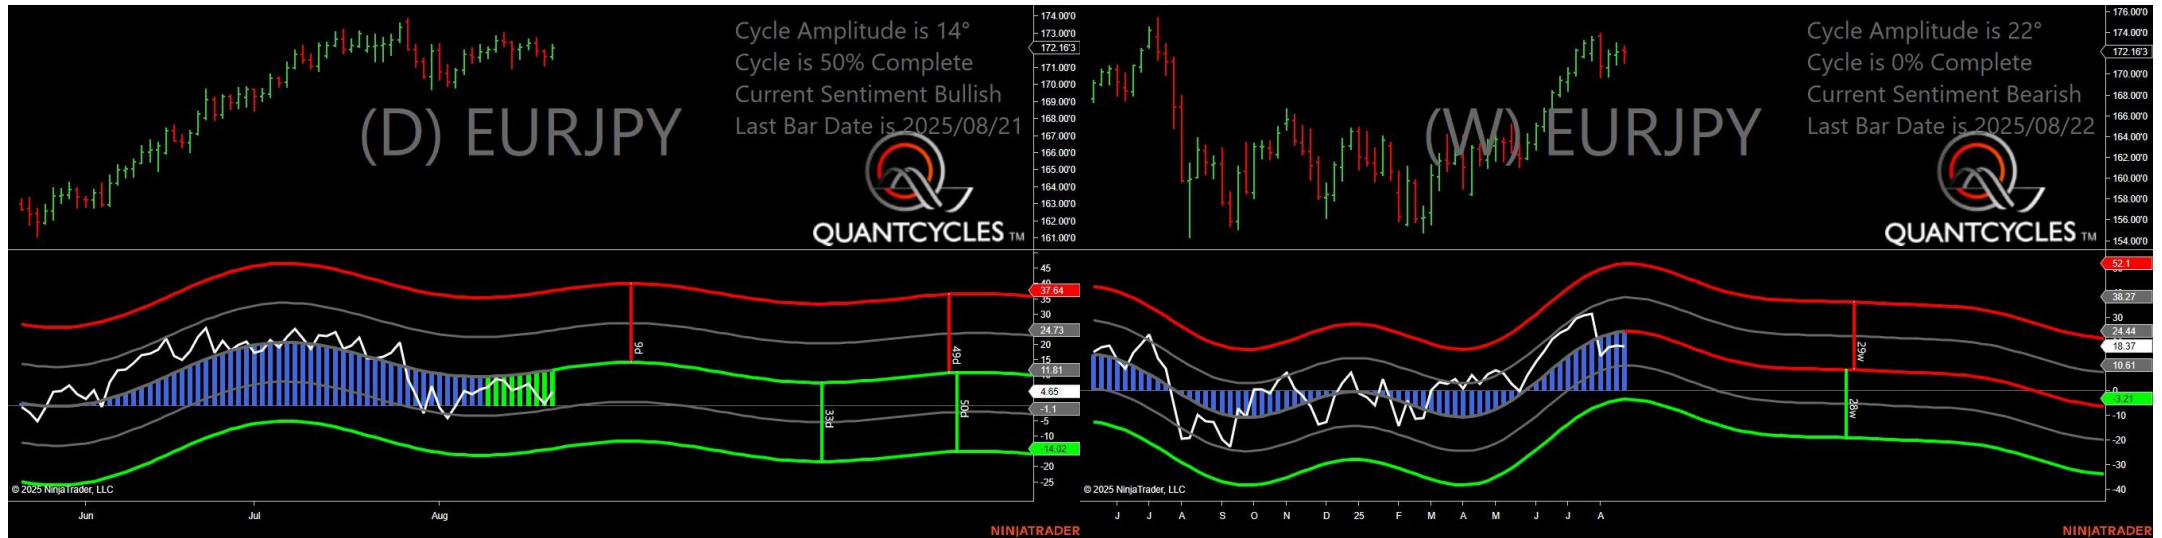 Cycle Amplitude is 14°
Cycle is 50% Complete
Current Sentiment Bullish
Last Bar Date is 2025/08/21
(D) EURJPY
QUANTCYCLES TM
174.00'0
173.00'0
172.16'3
171.00'0
170.00'0
169.00'0
168.00'0
167.00'0
166.00'0
165.00'0
164.00'0
163.00'0
162.00'0
161.00'0
45
37.64
35
30
24.73
20
15
11.81
4.65
-1.1
-5
-10
-14.02
-20
-25
9d
33d
49d
50d
© 2025 NinjaTrader, LLC
Jun Jul Aug
NINJATRADER
Cycle Amplitude is 22°
Cycle is 0% Complete
Current Sentiment Bearish
Last Bar Date is 2025/08/22
(W) EURJPY
QUANTCYCLES TM
176.00'0
174.00'0
172.16'3
170.00'0
168.00'0
166.00'0
164.00'0
162.00'0
160.00'0
158.00'0
156.00'0
154.00'0
52.1
38.27
30
24.44
18.37
10.61
0
-3.21
-10
-20
-30
-40
29w
28w
© 2025 NinjaTrader, LLC
J J A S O N D 25 F M A M J J A
NINJATRADER